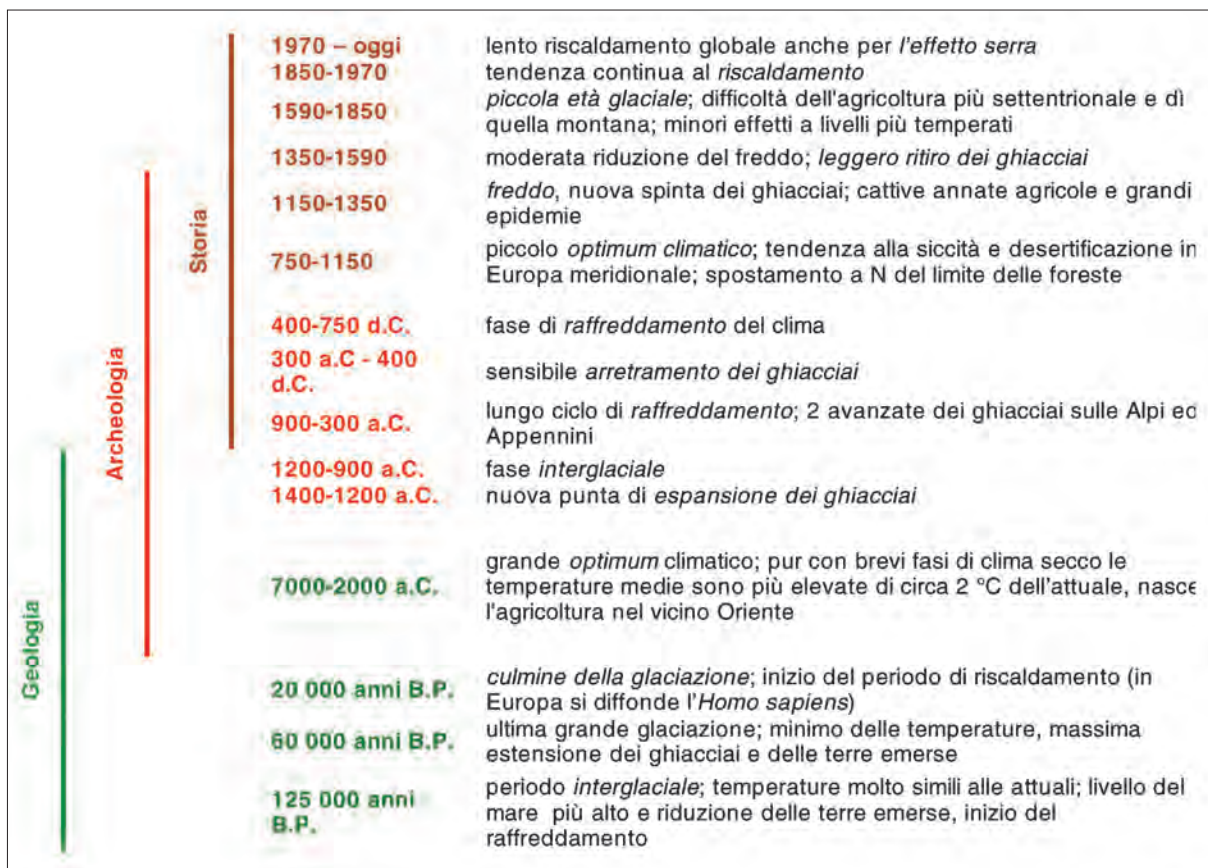 1970 – oggi lento riscaldamento globale anche per l'effetto serra
1850-1970 tendenza continua al riscaldamento
1590-1850 piccola età glaciale; difficoltà dell'agricoltura più settentrionale e di
quella montana; minori effetti a livelli più temperati
1350-1590 moderata riduzione del freddo; leggero ritiro dei ghiacciai
1150-1350 freddo, nuova spinta dei ghiacciai; cattive annate agricole e grandi
epidemie
750-1150 piccolo optimum climatico; tendenza alla siccità e desertificazione in
Europa meridionale; spostamento a N del limite delle foreste
400-750 d.C. fase di raffreddamento del clima
300 a.C - 400
d.C. sensibile arretramento dei ghiacciai
900-300 a.C. lungo ciclo di raffreddamento; 2 avanzate dei ghiacciai sulle Alpi ed
Appennini
1200-900 a.C. fase interglaciale
1400-1200 a.C. nuova punta di espansione dei ghiacciai
7000-2000 a.C. grande optimum climatico; pur con brevi fasi di clima secco le
temperature medie sono più elevate di circa 2 °C dell'attuale, nasce
l'agricoltura nel vicino Oriente
20 000 anni B.P. culmine della glaciazione; inizio del periodo di riscaldamento (in
Europa si diffonde l'Homo sapiens)
60 000 anni B.P. ultima grande glaciazione; minimo delle temperature, massima
estensione dei ghiacciai e delle terre emerse
125 000 anni
B.P. periodo interglaciale; temperature molto simili alle attuali; livello del
mare più alto e riduzione delle terre emerse, inizio del
raffreddamento
Storia
Archeologia
Geologia